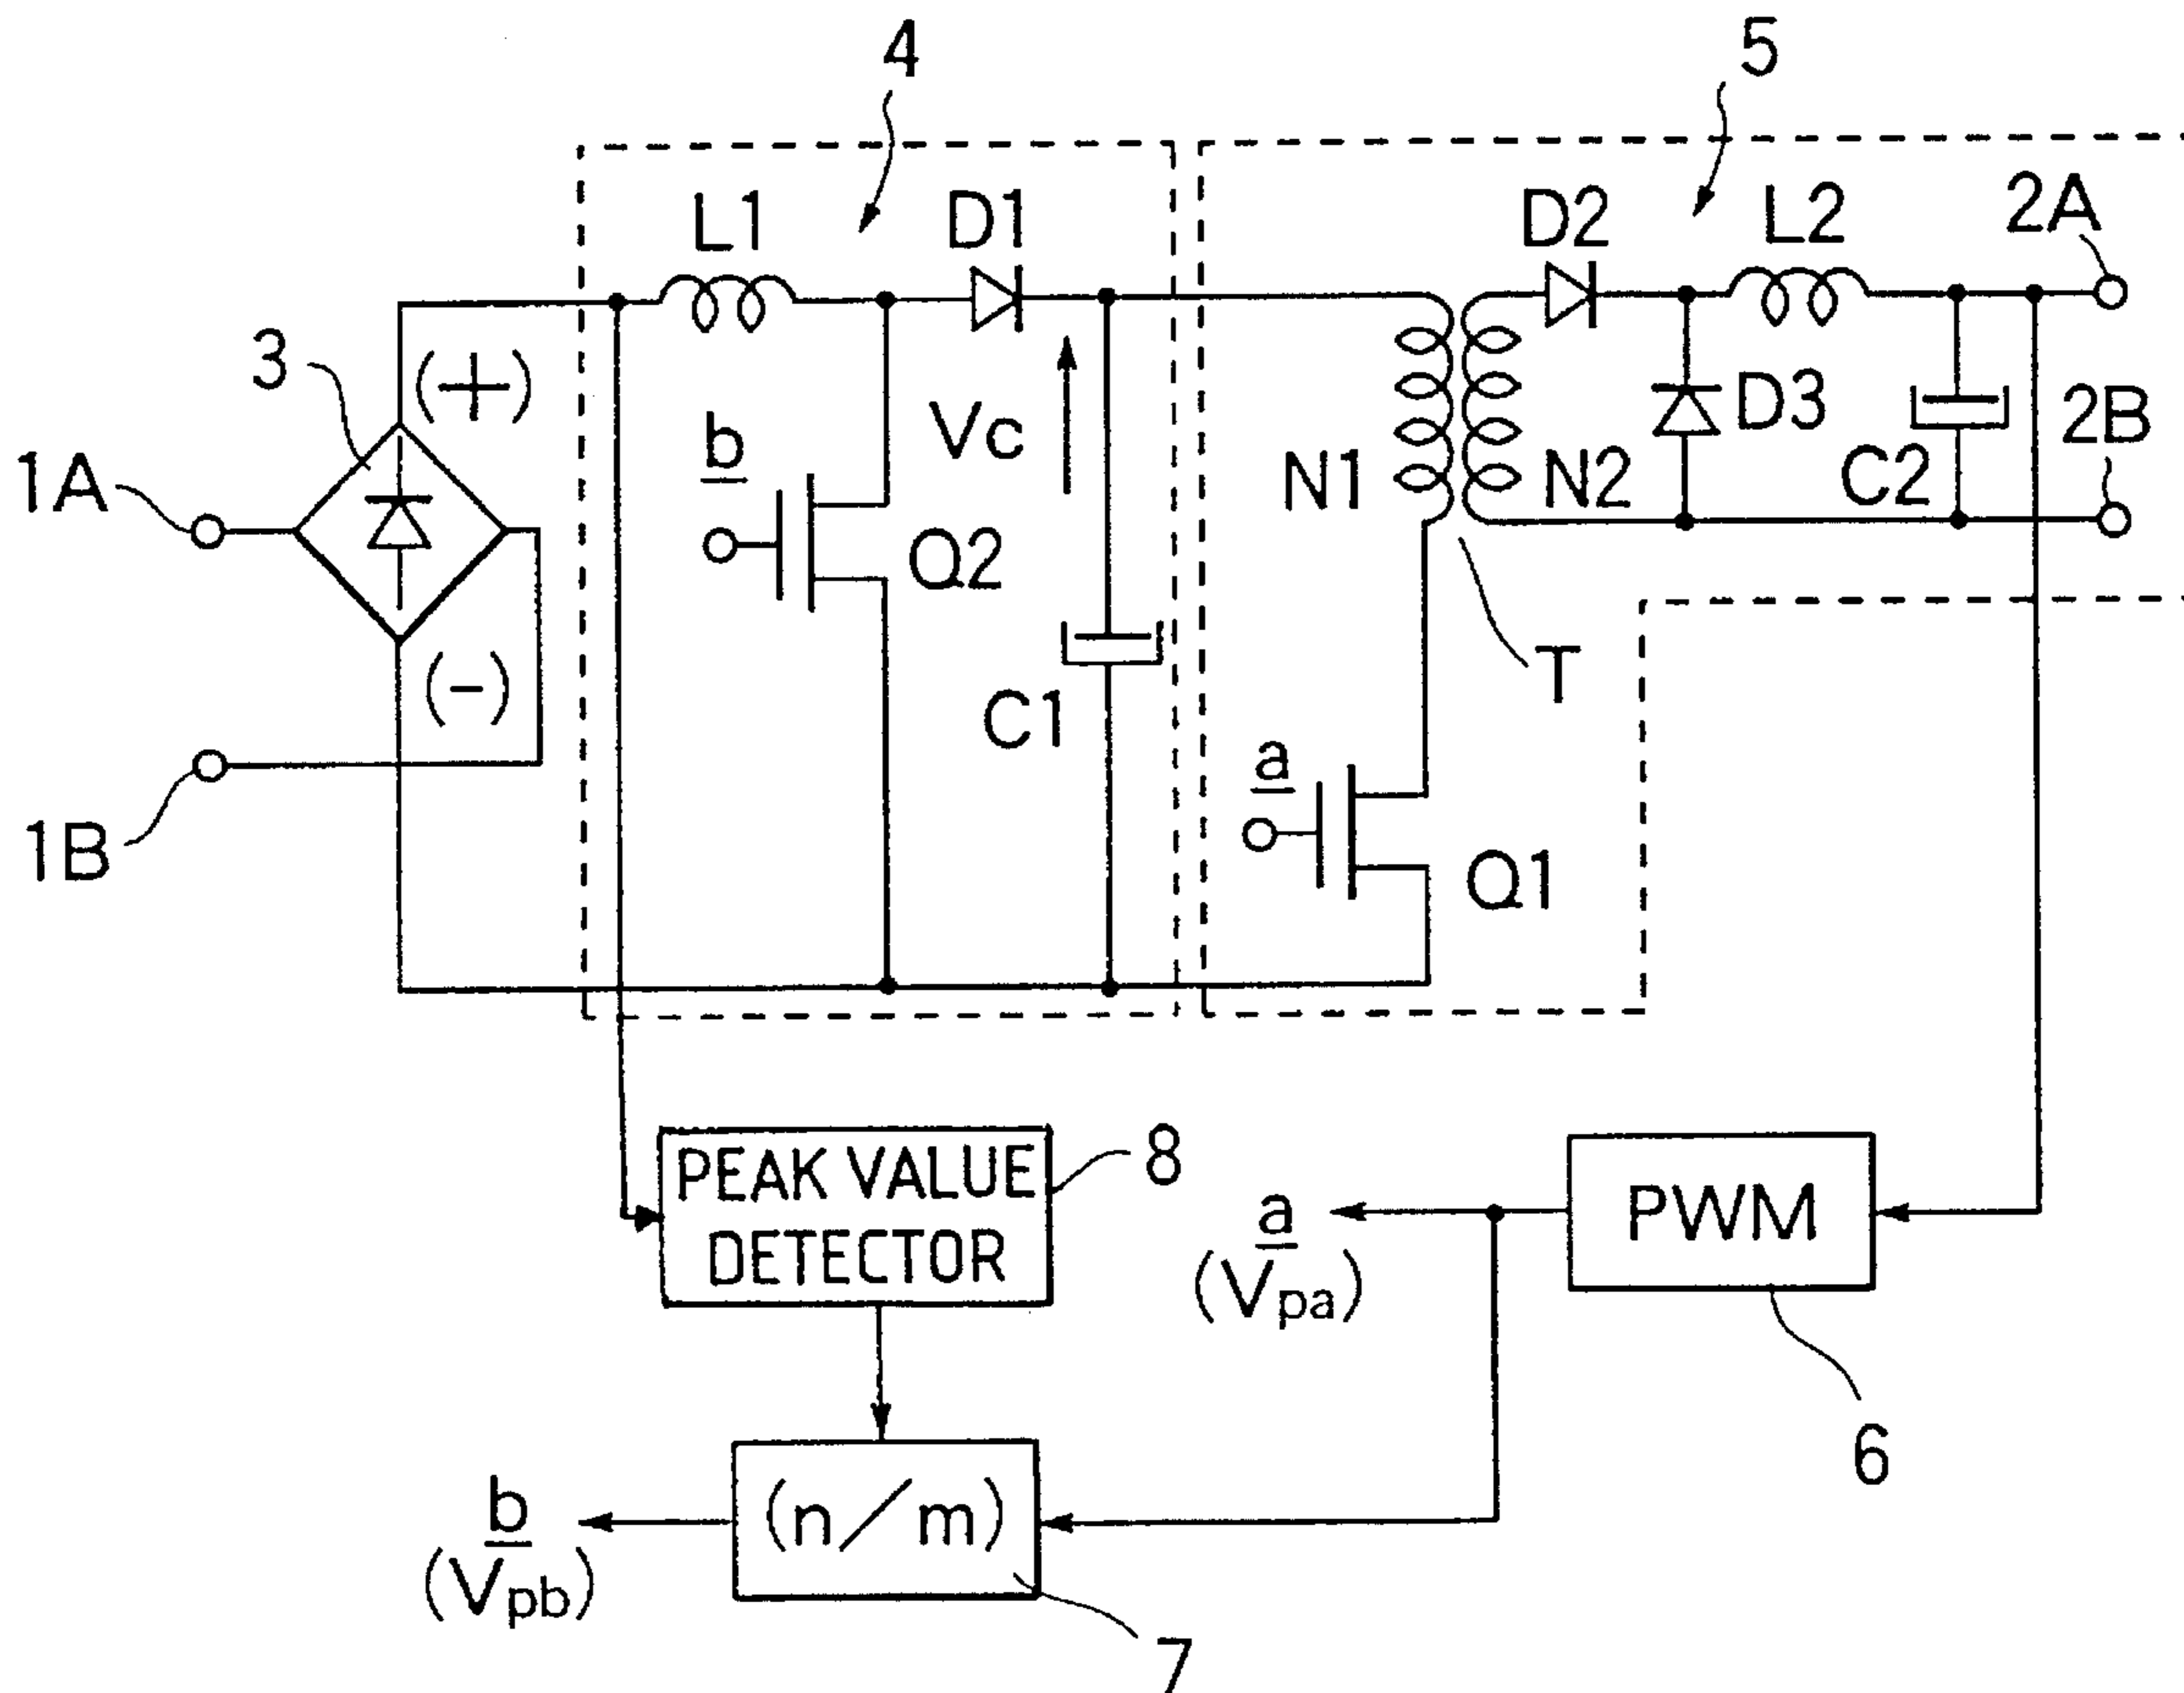 4
5
L1
D1
D2
L2
2A
3
(+)
b
Vc
D3
2B
1A
N1
N2
C2
Q2
(-)
T
C1
a
1B
Q1
PEAK VALUE
DETECTOR
8
a
(Vpa)
PWM
6
b
(Vpb)
(n/m)
7